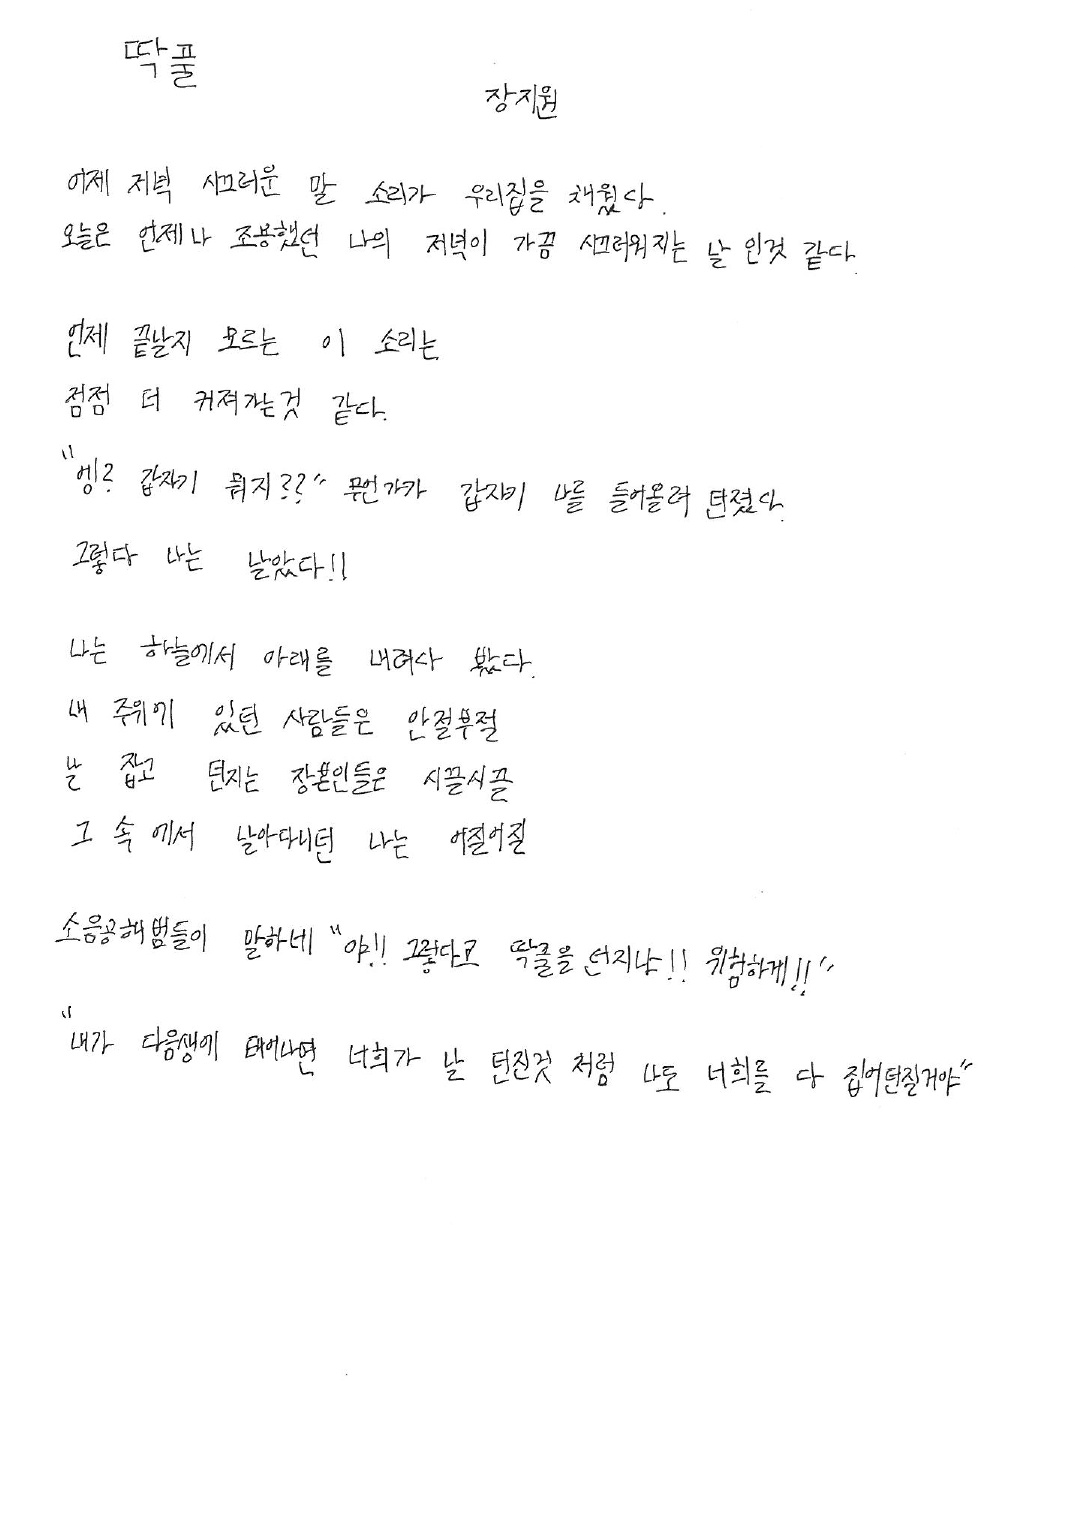 딱풀
장지원
어제 저녁 시끄러운 말 소리가 우리집을 채웠다.
오늘은 언제나 조용했던 나의 저녁이 가끔 시끄러워지는 날 인것 같다.
언제 끝날지 모르는 이 소리는
점점 더 커져가는것 같다.
"엥? 갑자기 뭐지??" 무언가가 갑자기 나를 들어올려 던졌다.
그렇다 나는 날았다!!
나는 하늘에서 아래를 내려다 봤다.
내 주위에 있던 사람들은 안절부절
날 잡고 던지는 장본인들은 시끌시끌
그 속 에서 날아다니던 나는 어질어질
소음공해범들이 말하네 "야!! 그렇다고 딱풀을 던지냐!! 위험하게!!"
"내가 다음생에 태어나면 너희가 날 던진것 처럼 나도 너희를 다 집어던질거야"